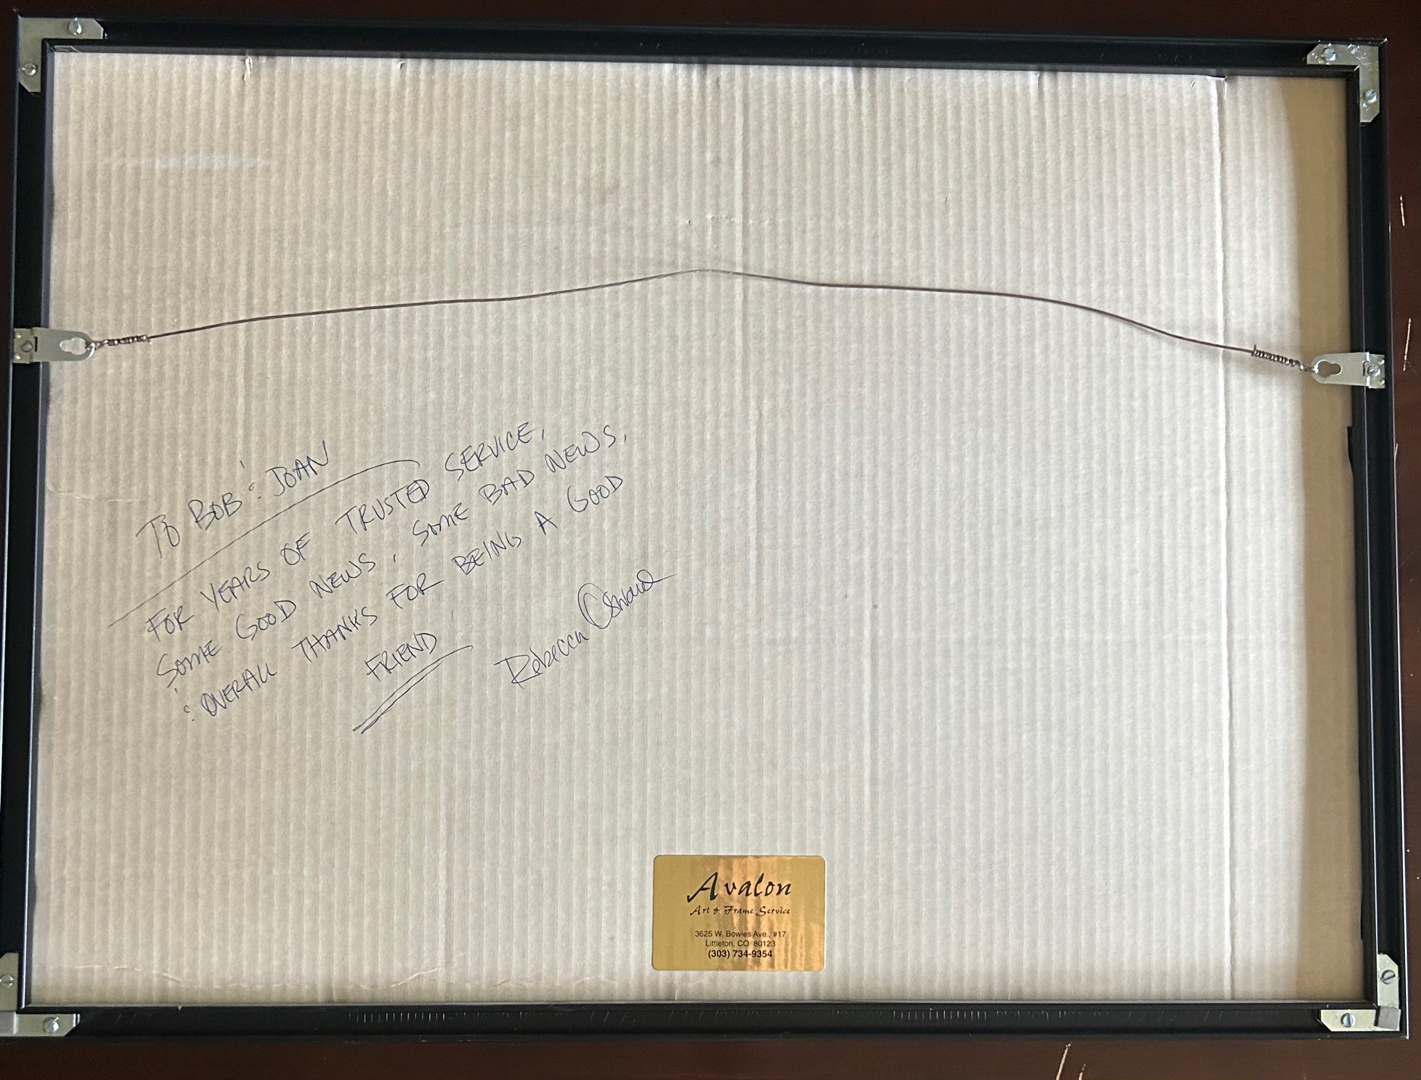 TO BOB & JOAN
FOR YEARS OF TRUSTED SERVICE,
SOME GOOD NEWS, SOME BAD NEWS,
& OVERALL THANKS FOR BEING A GOOD
FRIEND,
Rebecca
Avalon
Art & Frame Service
3625 W. Bowles Ave., #17
Littleton, CO 80123
(303) 734-9354